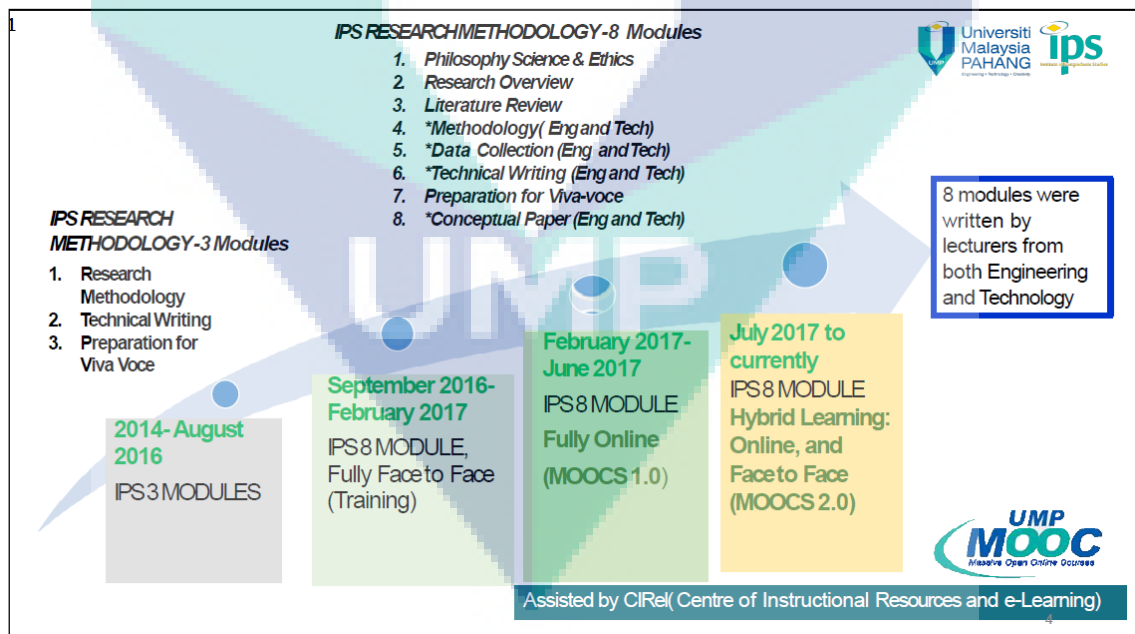 1
IPS RESEARCH METHODOLOGY-8 Modules
1. Philosophy Science & Ethics
2. Research Overview
3. Literature Review
4. *Methodology( Eng and Tech)
5. *Data Collection (Eng and Tech)
6. *Technical Writing (Eng and Tech)
7. Preparation for Viva-voce
8. *Conceptual Paper (Eng and Tech)
UMP
Universiti
Malaysia
PAHANG
Engineering • Technology • Creativity
ips
IPS RESEARCH
METHODOLOGY-3 Modules
1. Research
Methodology
2. Technical Writing
3. Preparation for
Viva Voce
8 modules were
written by
lecturers from
both Engineering
and Technology
UMP
2014- August
2016
IPS 3 MODULES
September 2016-
February 2017
IPS 8 MODULE,
Fully Face to Face
(Training)
February 2017-
June 2017
IPS 8 MODULE
Fully Online
(MOOCS 1.0)
July 2017 to
currently
IPS 8 MODULE
Hybrid Learning:
Online, and
Face to Face
(MOOCS 2.0)
UMP
MOOC
Massive Open Online Courses
Assisted by CIReL( Centre of Instructional Resources and e-Learning)
4